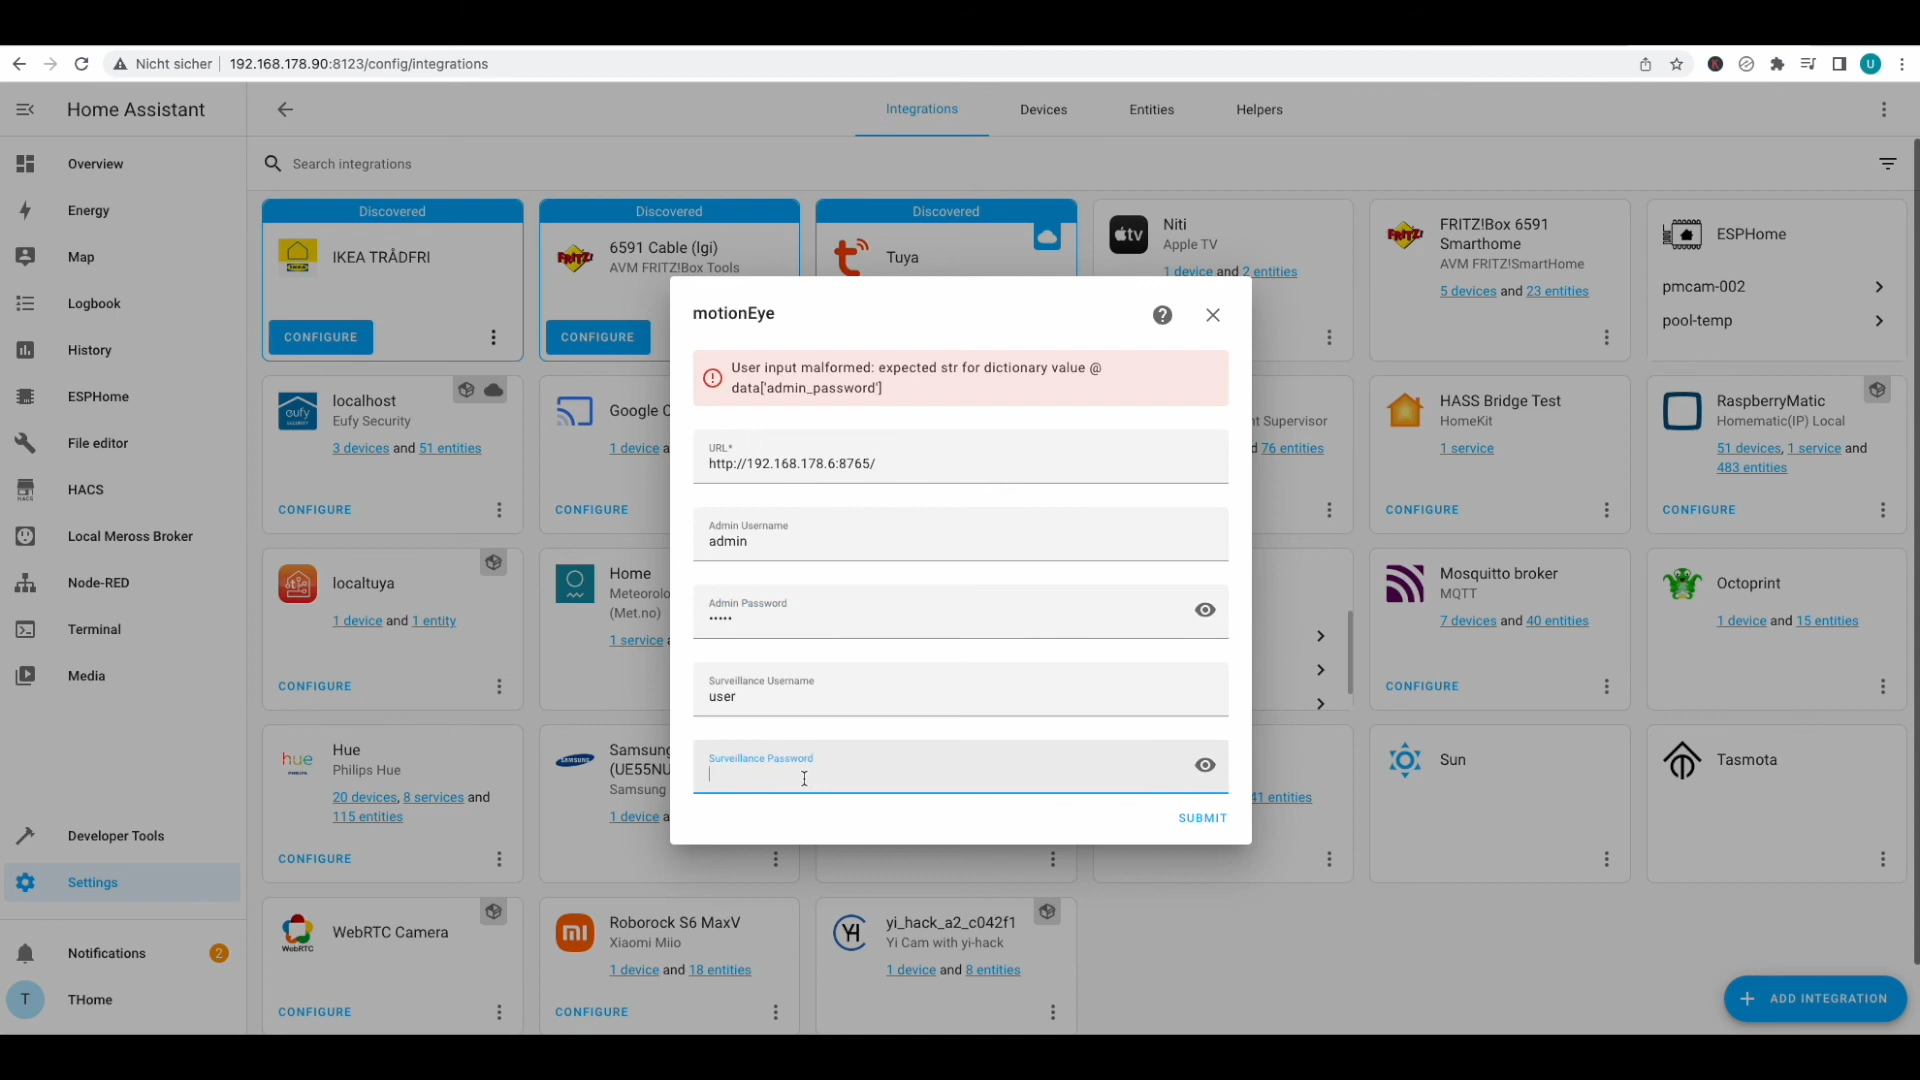 Nicht sicher
192.168.178.90:8123/config/integrations
U
Home Assistant
Integrations
Devices
Entities
Helpers
Search integrations
Overview
Energy
Map
Logbook
History
ESPHome
File editor
HACS
Local Meross Broker
Node-RED
Terminal
Media
Developer Tools
Settings
Notifications
2
T
THome
Discovered
IKEA TRÅDFRI
CONFIGURE
Discovered
6591 Cable (lgi)
AVM FRITZ!Box Tools
CONFIGURE
Discovered
Tuya
Niti
Apple TV
1 device and 2 entities
FRITZ!Box 6591
Smarthome
AVM FRITZ!SmartHome
5 devices and 23 entities
ESPHome
pmcam-002
pool-temp
localhost
Eufy Security
3 devices and 51 entities
CONFIGURE
Google C
1 device a
CONFIGURE
nt Supervisor
d 76 entities
HASS Bridge Test
HomeKit
1 service
CONFIGURE
RaspberryMatic
Homematic(IP) Local
51 devices, 1 service and
483 entities
CONFIGURE
localtuya
1 device and 1 entity
CONFIGURE
Home
Meteorolo
(Met.no)
1 service a
Mosquitto broker
MQTT
7 devices and 40 entities
CONFIGURE
Octoprint
1 device and 15 entities
Hue
Philips Hue
20 devices, 8 services and
115 entities
CONFIGURE
Samsung
(UE55NU
Samsung
1 device a
41 entities
Sun
Tasmota
WebRTC Camera
CONFIGURE
Roborock S6 MaxV
Xiaomi Miio
1 device and 18 entities
CONFIGURE
yi_hack_a2_c042f1
Yi Cam with yi-hack
1 device and 8 entities
ADD INTEGRATION
motionEye
User input malformed: expected str for dictionary value @
data['admin_password']
URL*
http://192.168.178.6:8765/
Admin Username
admin
Admin Password
•••••
Surveillance Username
user
Surveillance Password
SUBMIT